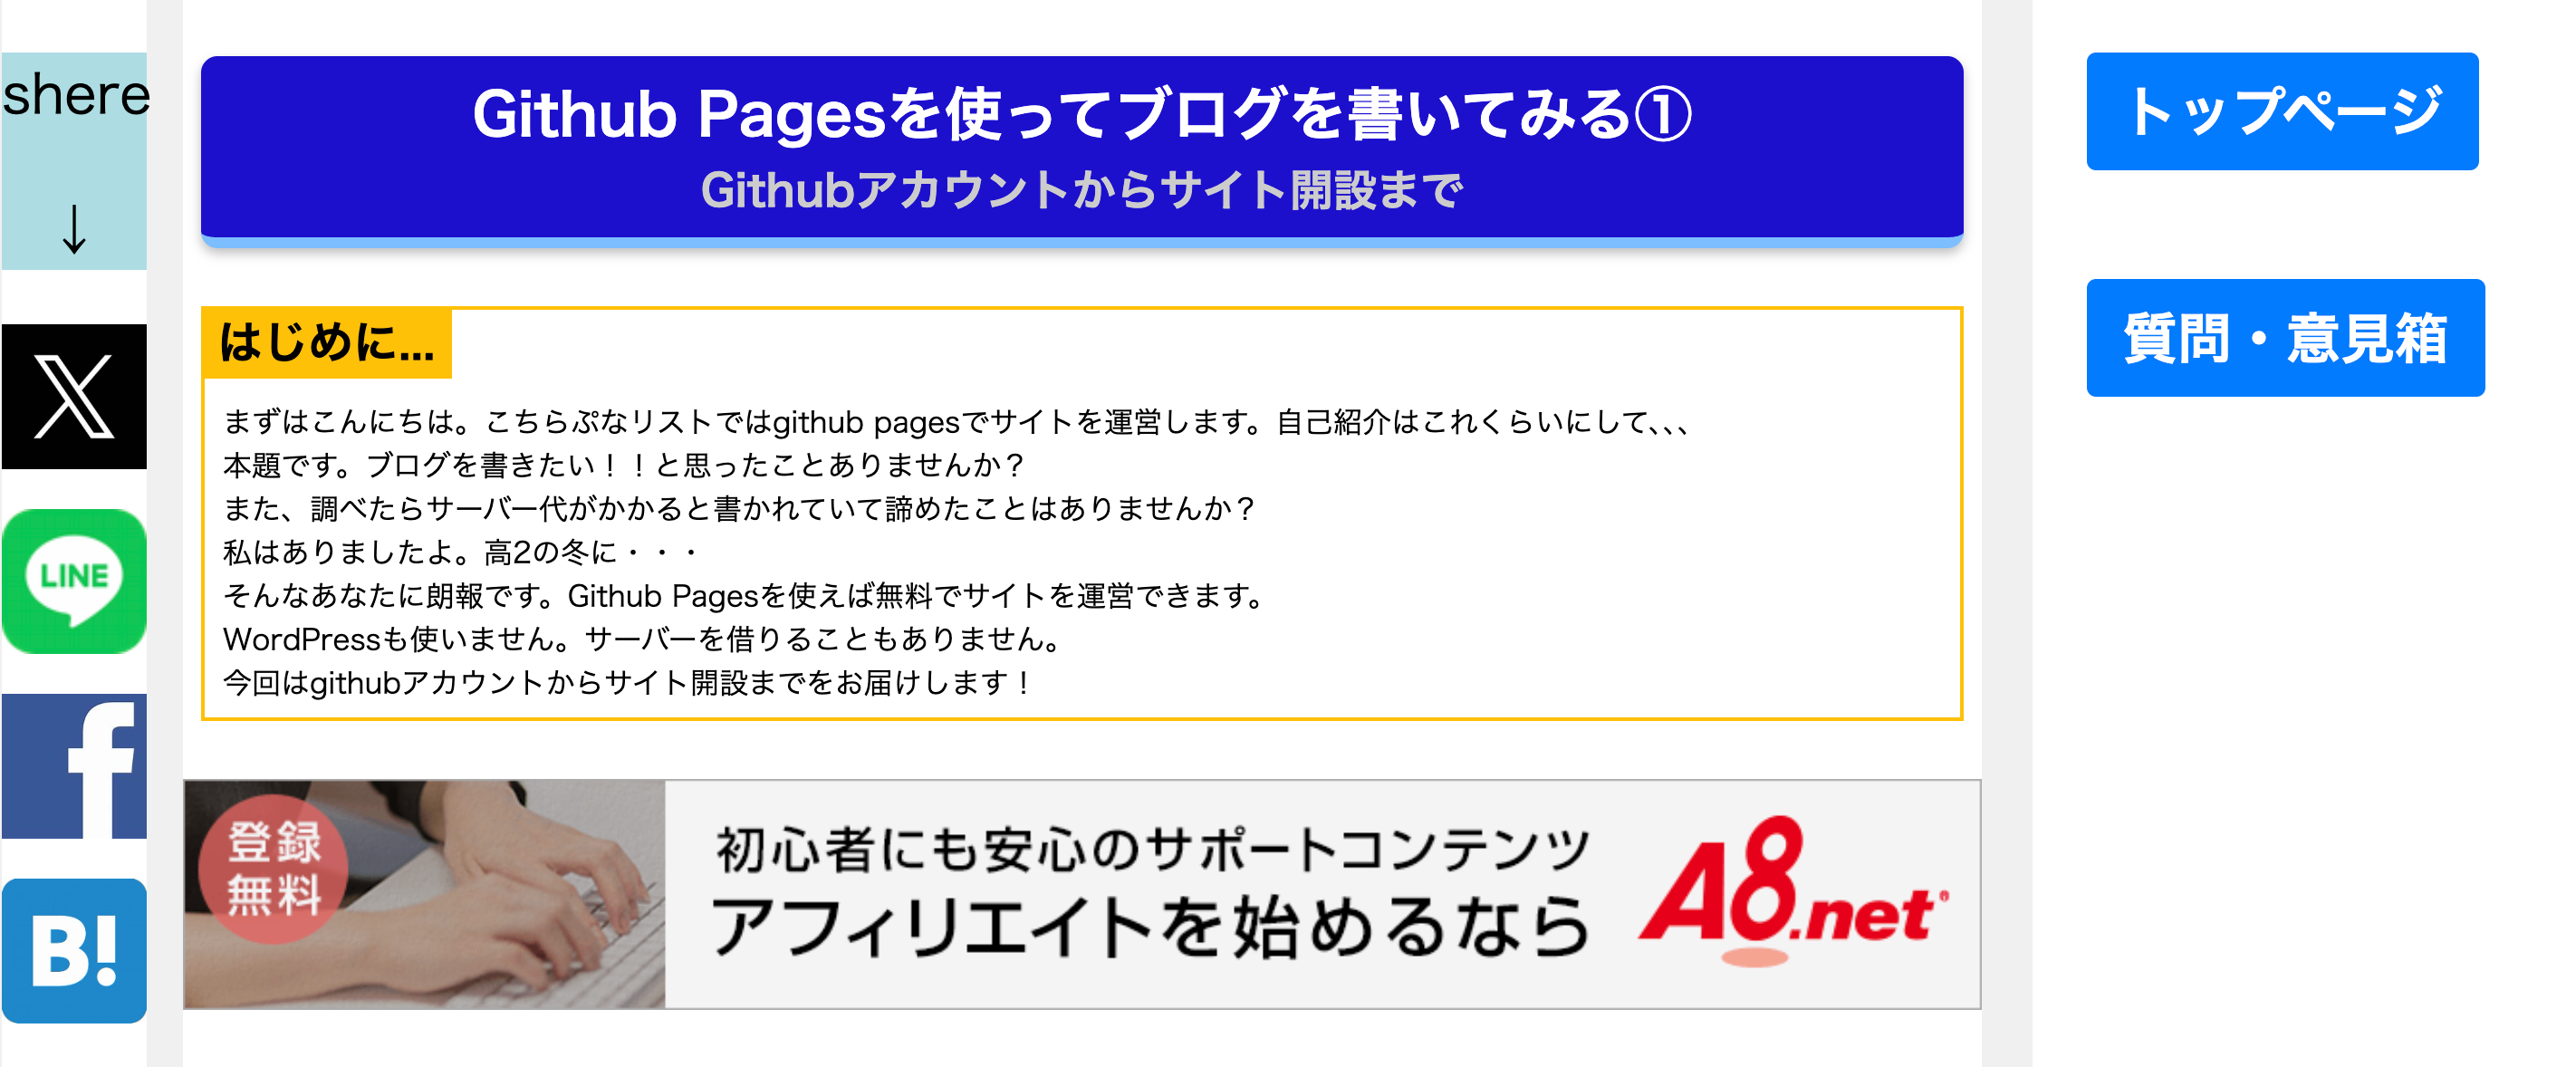 shere
↓
LINE
B!
Github Pagesを使ってブログを書いてみる①
Githubアカウントからサイト開設まで
はじめに...
まずはこんにちは。こちらぷなリストではgithub pagesでサイトを運営します。自己紹介はこれくらいにして、、、
本題です。ブログを書きたい！！と思ったことありませんか？
また、調べたらサーバー代がかかると書かれていて諦めたことはありませんか？
私はありましたよ。高2の冬に・・・
そんなあなたに朗報です。Github Pagesを使えば無料でサイトを運営できます。
WordPressも使いません。サーバーを借りることもありません。
今回はgithubアカウントからサイト開設までをお届けします！
登録
無料
初心者にも安心のサポートコンテンツ
アフィリエイトを始めるなら
A8.net
トップページ
質問・意見箱